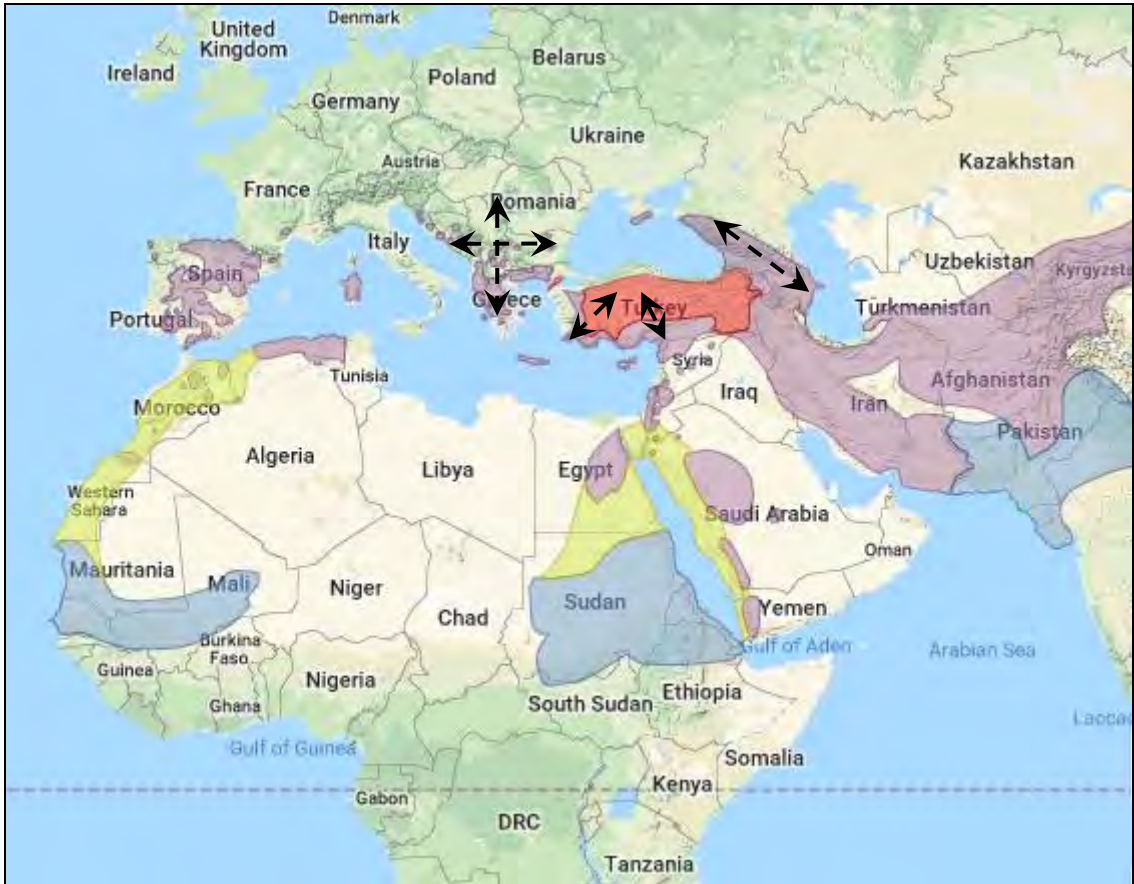 Denmark
United
Kingdom
Ireland
Belarus
Poland
Germany
Ukraine
Austria
Kazakhstan
France
Romania
Italy
Uzbekistan
Spain
Kyrgyzsta
Greece
Turkey
Turkmenistan
Portugal
Syria
Tunisia
Afghanistan
Iraq
Iran
Morocco
Pakistan
Algeria
Libya
Egypt
Western
Sahara
Saudi Arabia
Oman
Mauritania
Mali
Niger
Sudan
Chad
Yemen
Burkina
Faso
Gulf of Aden
Arabian Sea
Guinea
Nigeria
Ethiopia
South Sudan
Ghana
Laccad
Gulf of Guinea
Somalia
Kenya
Gabon
DRC
Tanzania